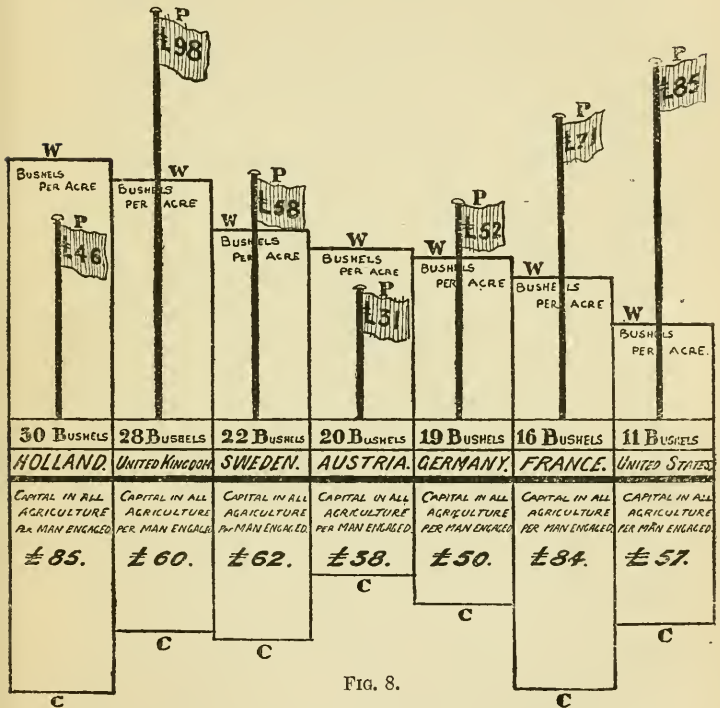 P
£98
P
£85
P
£71
W
BUSHELS
PER ACRE
W
BUSHELS
PER ACRE
P
£58
P
£46
W
BUSHELS
PER ACRE
P
£52
W
BUSHELS
PER ACRE
W
BUSHELS
PER ACRE
W
BUSHELS
PER ACRE
P
£31
W
BUSHELS
PER ACRE.
30 BUSHELS
28 BUSHELS
22 BUSHELS
20 BUSHELS
19 BUSHELS
16 BUSHELS
11 BUSHELS
HOLLAND.
UNITED KINGDOM
SWEDEN.
AUSTRIA.
GERMANY.
FRANCE.
UNITED STATES
CAPITAL IN ALL
AGRICULTURE
PER MAN ENGAGED
£85.
CAPITAL IN ALL
AGRICULTURE
PER MAN ENGAGED
£60.
CAPITAL IN ALL
AGRICULTURE
PER MAN ENGAGED.
£62.
CAPITAL IN ALL
AGRICULTURE
PER MAN ENGAGED.
£38.
CAPITAL IN ALL
AGRICULTURE
PER MAN ENGAGED.
£50.
CAPITAL IN ALL
AGRICULTURE
PER MAN ENGAGED.
£84.
CAPITAL IN ALL
AGRICULTURE
PER MAN ENGAGED
£57.
C
C
C
C
C
C
C
FIG. 8.